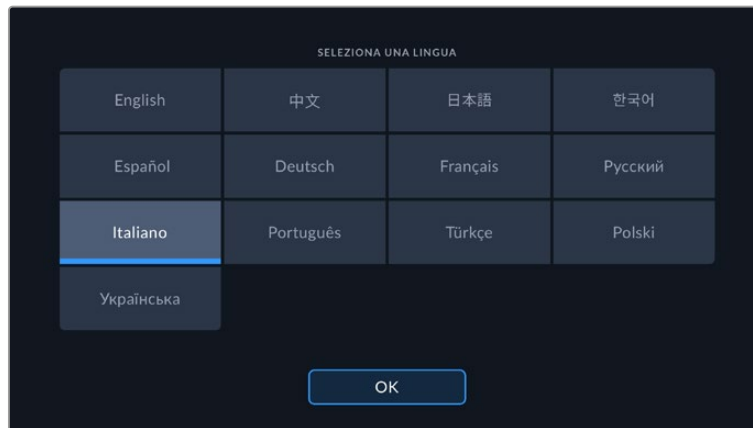 SELEZIONA UNA LINGUA
English 中文 日本語 한국어
Español Deutsch Français Русский
Italiano Português Türkçe Polski
Українська
OK